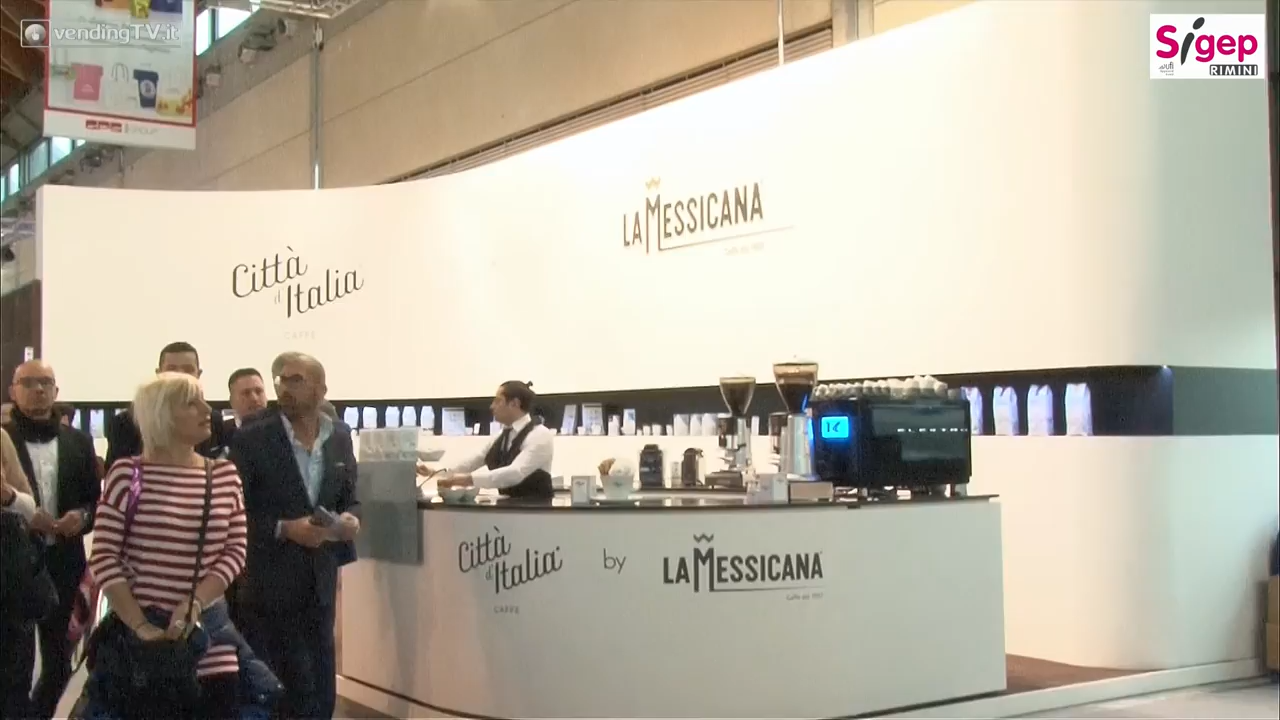 vendingTV.it
Sigep
RIMINI
Città
d'Italia
CAFFÈ
LA MESSICANA
Città
d'Italia
CAFFÈ
by
LA MESSICANA